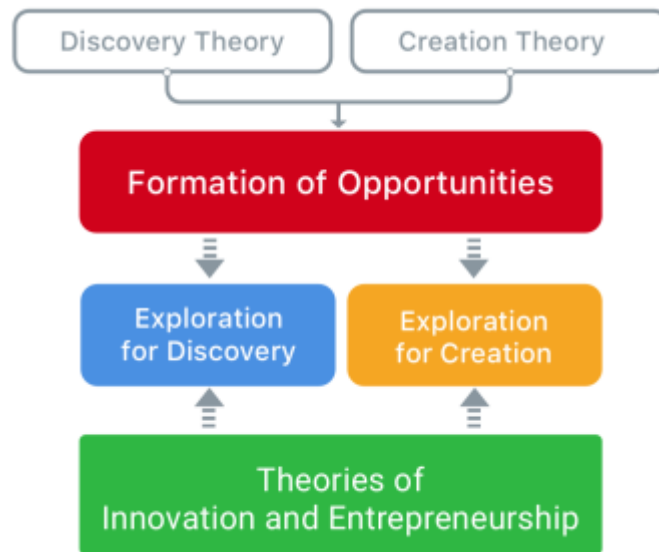 Discovery Theory
Creation Theory
Formation of Opportunities
Exploration
for Discovery
Exploration
for Creation
Theories of
Innovation and Entrepreneurship